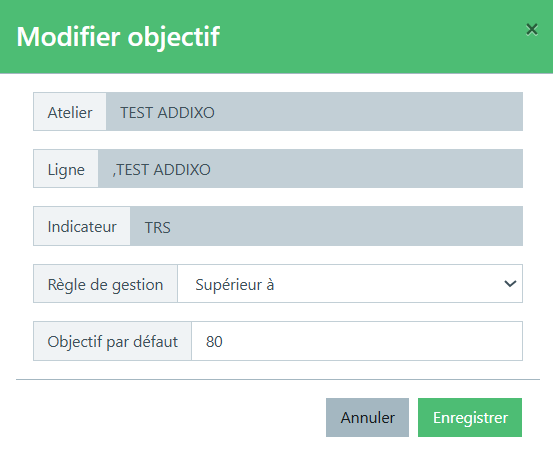 Modifier objectif ×
Atelier TEST ADDIXO
Ligne ,TEST ADDIXO
Indicateur TRS
Règle de gestion Supérieur à
Objectif par défaut 80
Annuler Enregistrer